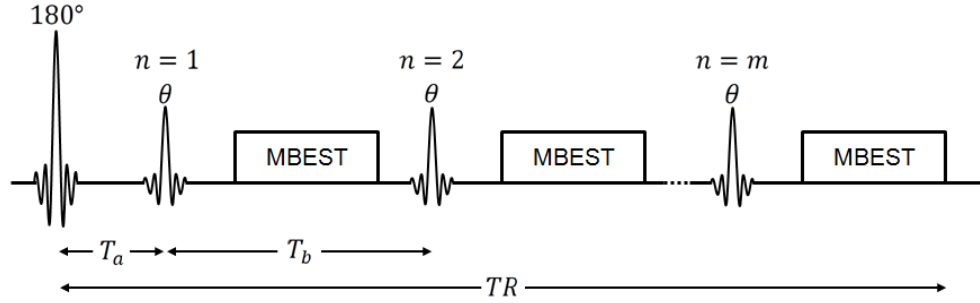 180°
n = 1 n = 2 n = m
θ θ θ
MBEST MBEST MBEST
T_a T_b
TR